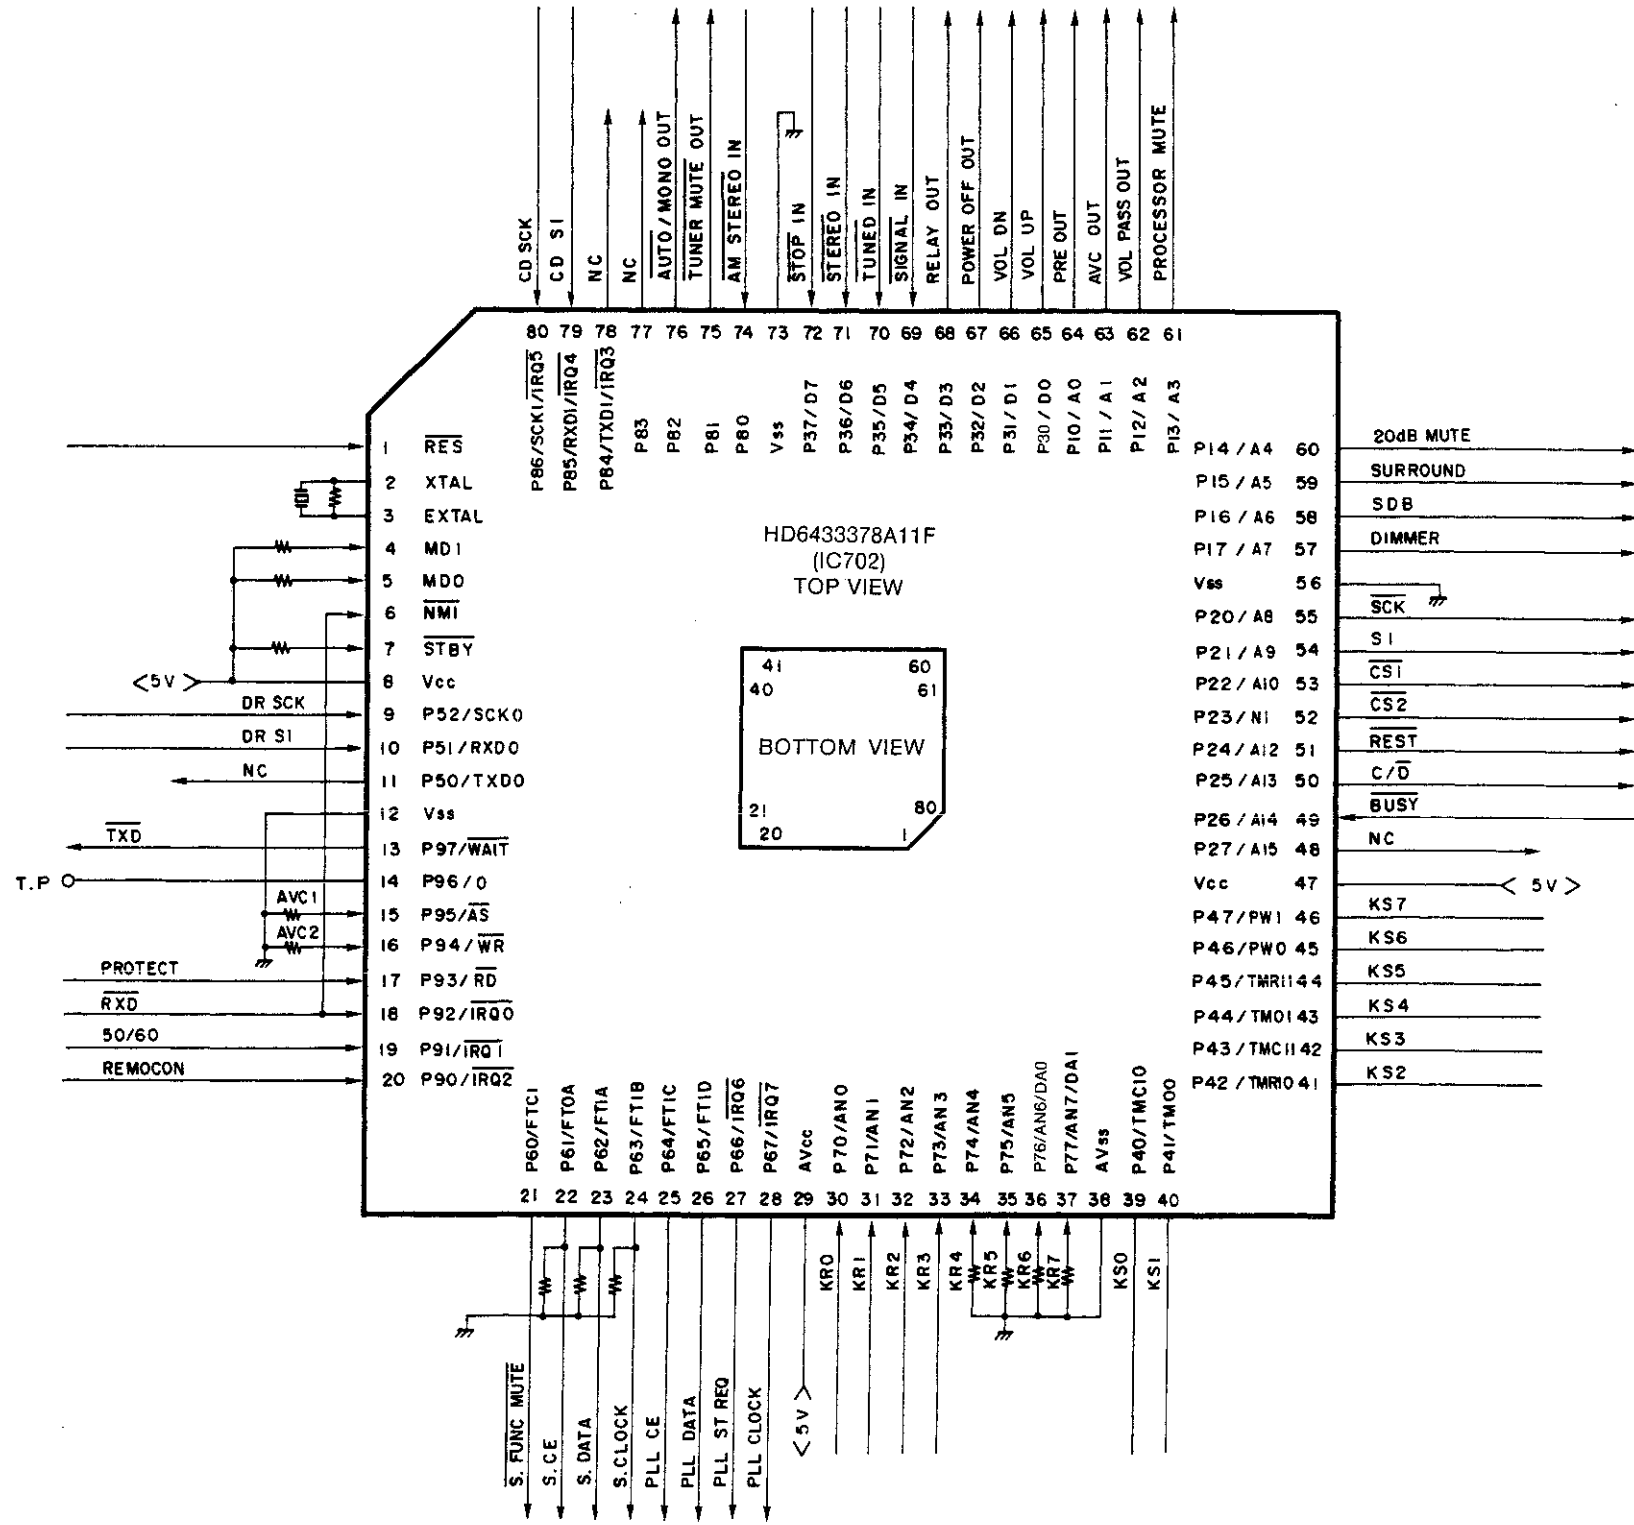 CD SCK
CD SI
NC
NC
AUTO / MONO OUT
TUNER MUTE OUT
AM STEREO IN
STOP IN
STEREO IN
TUNED IN
SIGNAL IN
RELAY OUT
POWER OFF OUT
VOL DN
VOL UP
PRE OUT
AVC OUT
VOL PASS OUT
PROCESSOR MUTE
80 79 78 77 76 75 74 73 72 71 70 69 68 67 66 65 64 63 62 61
P86/SCK1/IRQ5
P85/RXD1/IRQ4
P84/TXD1/IRQ3
P83
P82
P81
P80
Vss
P37/D7
P36/D6
P35/D5
P34/D4
P33/D3
P32/D2
P31/D1
P30/D0
P10/A0
P11/A1
P12/A2
P13/A3
1 RES
2 XTAL
3 EXTAL
4 MD1
5 MD0
6 NMI
7 STBY
<5V> 8 Vcc
DR SCK 9 P52/SCK0
DR SI 10 P51/RXD0
NC 11 P50/TXD0
12 Vss
TXD 13 P97/WAIT
T.P 14 P96/0
AVC1 15 P95/AS
AVC2 16 P94/WR
PROTECT 17 P93/RD
RXD 18 P92/IRQ0
50/60 19 P91/IRQ1
REMOCON 20 P90/IRQ2
HD6433378A11F
(IC702)
TOP VIEW
41 60
40 61
BOTTOM VIEW
21 80
20 1
P14/A4 60 20dB MUTE
P15/A5 59 SURROUND
P16/A6 58 SDB
P17/A7 57 DIMMER
Vss 56
P20/A8 55 SCK
P21/A9 54 SI
P22/A10 53 CS1
P23/N1 52 CS2
P24/A12 51 REST
P25/A13 50 C/D
P26/A14 49 BUSY
P27/A15 48 NC
Vcc 47 <5V>
P47/PW1 46 KS7
P46/PW0 45 KS6
P45/TMRI1 44 KS5
P44/TMO1 43 KS4
P43/TMCI1 42 KS3
P42/TMRI0 41 KS2
P60/FTCI
P61/FTOA
P62/FTIA
P63/FTIB
P64/FTIC
P65/FTID
P66/IRQ6
P67/IRQ7
AVcc
P70/AN0
P71/AN1
P72/AN2
P73/AN3
P74/AN4
P75/AN5
P76/AN6/DA0
P77/AN7/DA1
AVss
P40/TMCI0
P41/TMO0
21 22 23 24 25 26 27 28 29 30 31 32 33 34 35 36 37 38 39 40
S. FUNC MUTE
S.CE
S. DATA
S.CLOCK
PLL CE
PLL DATA
PLL ST REQ
PLL CLOCK
<5V>
KR0
KR1
KR2
KR3
KR4
KR5
KR6
KR7
KS0
KS1